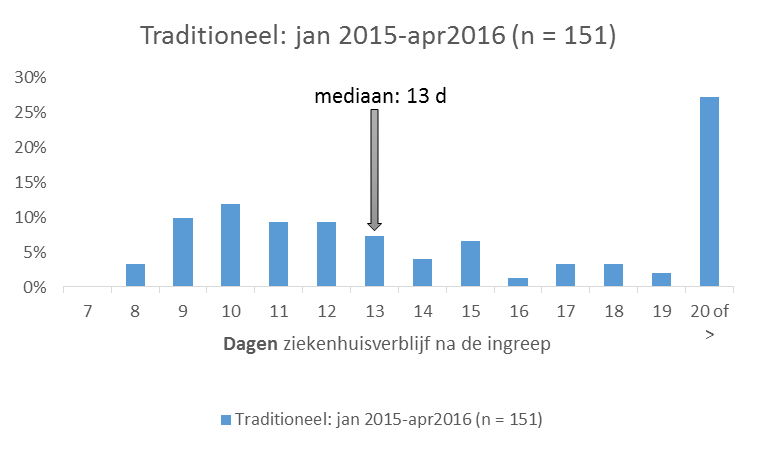 Traditioneel: jan 2015-apr2016 (n = 151)
30%
mediaan: 13 d
25%
20%
15%
10%
5%
0%
7 8 9 10 11 12 13 14 15 16 17 18 19 20 of
>
Dagen ziekenhuisverblijf na de ingreep
Traditioneel: jan 2015-apr2016 (n = 151)